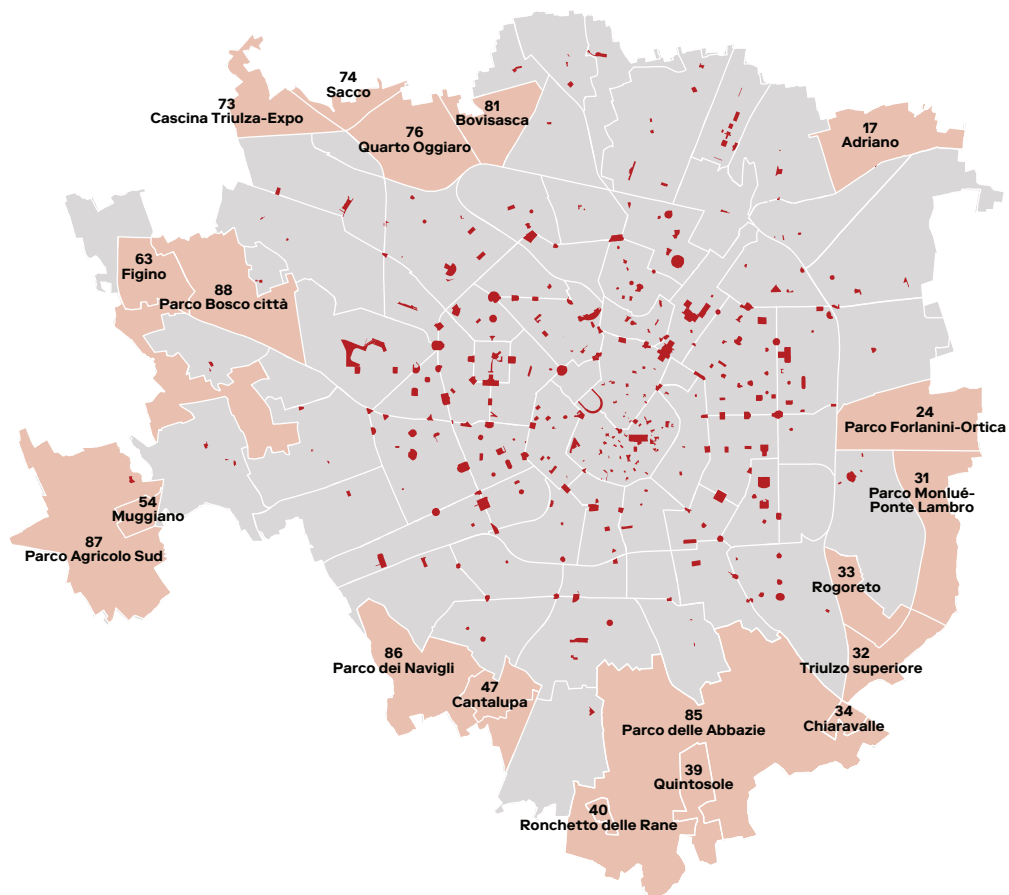 74
Sacco
73
Cascina Triulza-Expo
81
Bovisasca
76
Quarto Oggiaro
17
Adriano
63
Figino
88
Parco Bosco città
24
Parco Forlanini-Ortica
31
Parco Monlué-
Ponte Lambro
54
Muggiano
87
Parco Agricolo Sud
33
Rogoreto
86
Parco dei Navigli
32
Triulzo superiore
47
Cantalupa
85
Parco delle Abbazie
34
Chiaravalle
39
Quintosole
40
Ronchetto delle Rane